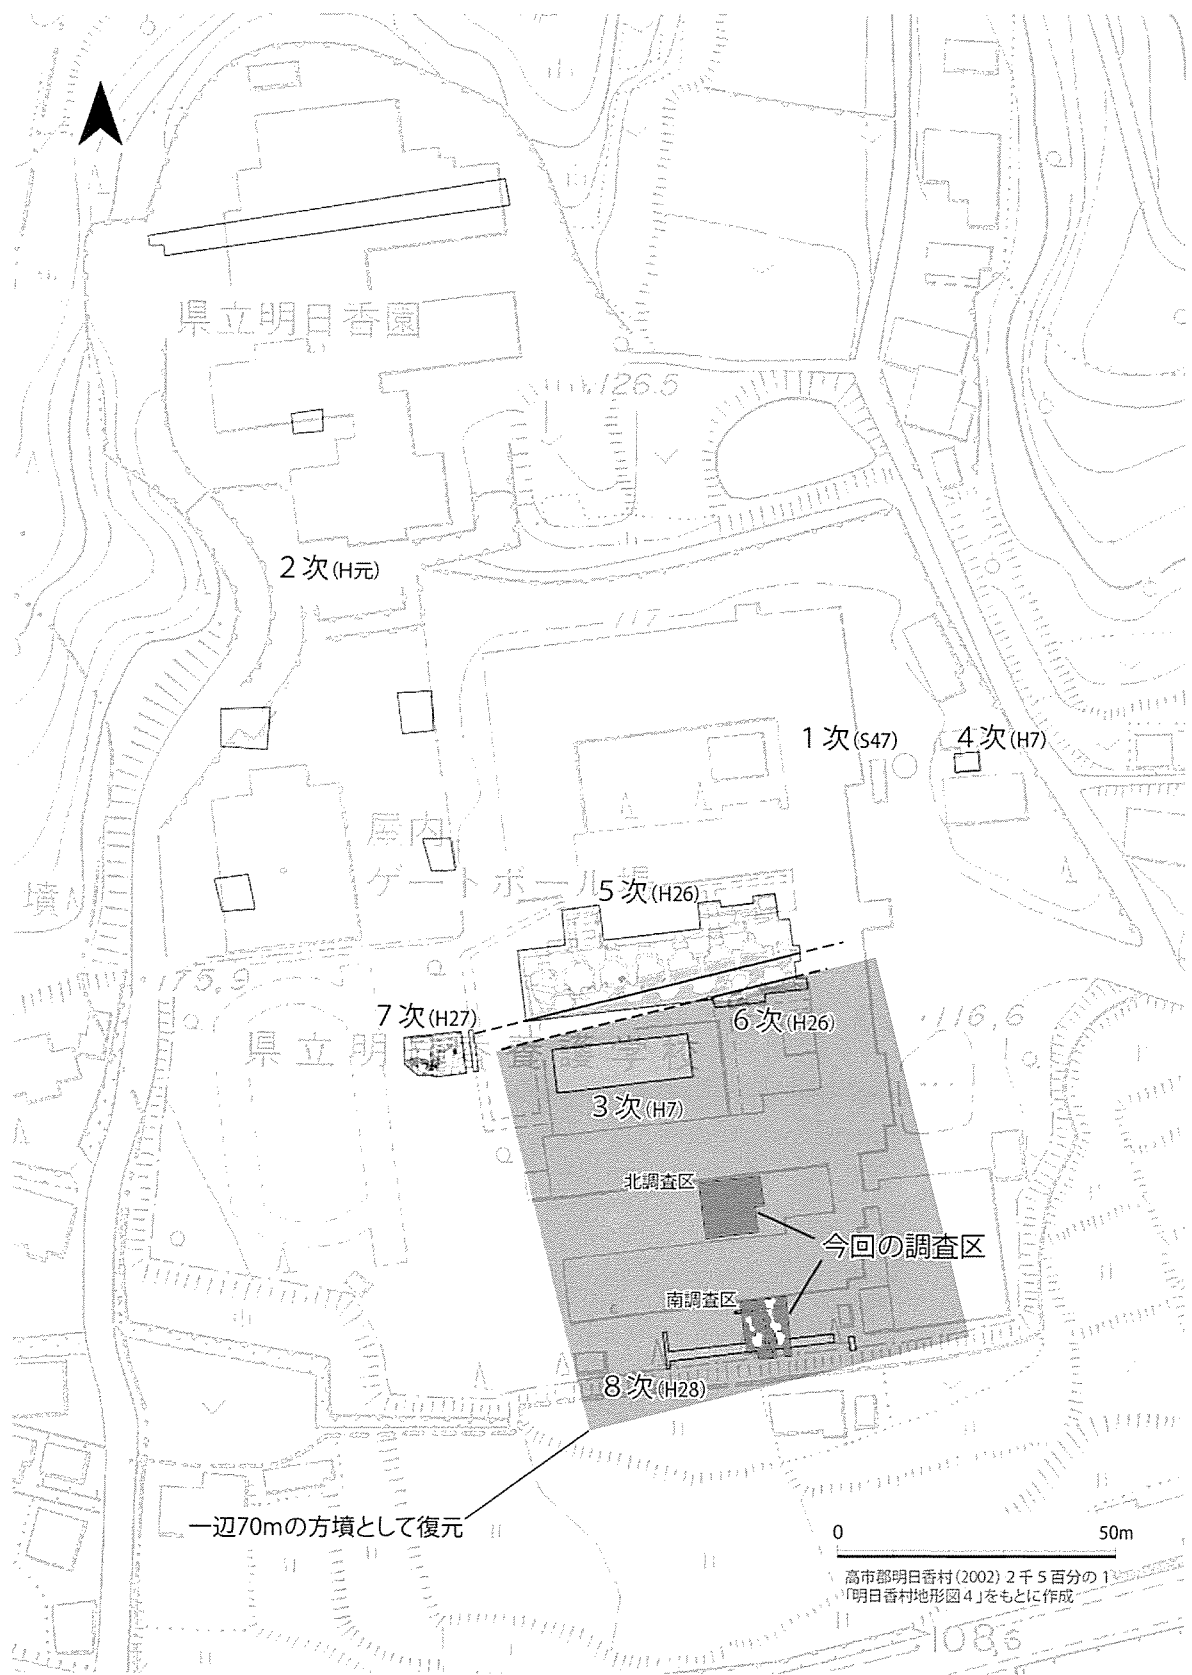 県立明日香園
126.5
2次(H元)
117
1次(S47)
4次(H7)
屋内
ゲートボール場
5次(H26)
墳
175.9
7次(H27)
6次(H26)
116.6
県立明日香養護学校
3次(H7)
北調査区
今回の調査区
南調査区
8次(H28)
一辺70mの方墳として復元
0
50m
高市郡明日香村(2002)2千5百分の1
「明日香村地形図4」をもとに作成
108.6